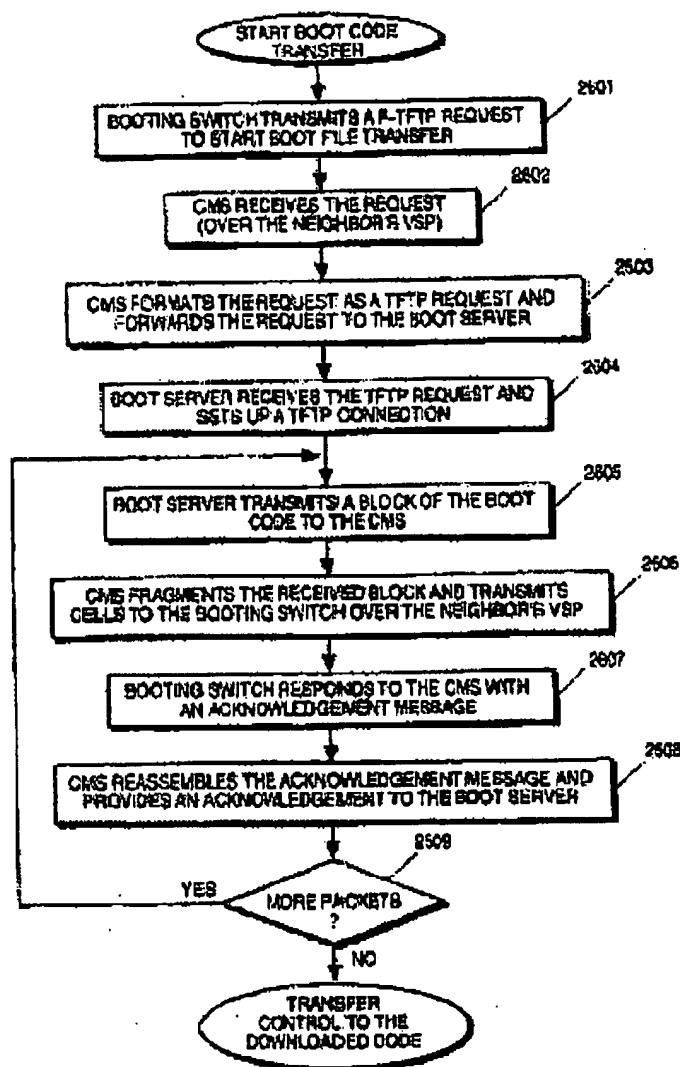 START BOOT CODE
TRANSFER
2601
BOOTING SWITCH TRANSMITS A F-TFTP REQUEST
TO START BOOT FILE TRANSFER
2602
CMS RECEIVES THE REQUEST
(OVER THE NEIGHBOR'S VSP)
2603
CMS FORMATS THE REQUEST AS A TFTP REQUEST AND
FORWARDS THE REQUEST TO THE BOOT SERVER
2604
BOOT SERVER RECEIVES THE TFTP REQUEST AND
SETS UP A TFTP CONNECTION
2605
BOOT SERVER TRANSMITS A BLOCK OF THE BOOT
CODE TO THE CMS
2606
CMS FRAGMENTS THE RECEIVED BLOCK AND TRANSMITS
CELLS TO THE BOOTING SWITCH OVER THE NEIGHBOR'S VSP
2607
BOOTING SWITCH RESPONDS TO THE CMS WITH
AN ACKNOWLEDGEMENT MESSAGE
2608
CMS REASSEMBLES THE ACKNOWLEDGEMENT MESSAGE AND
PROVIDES AN ACKNOWLEDGEMENT TO THE BOOT SERVER
2609
YES
MORE PACKETS
?
NO
TRANSFER
CONTROL TO THE
DOWNLOADED CODE